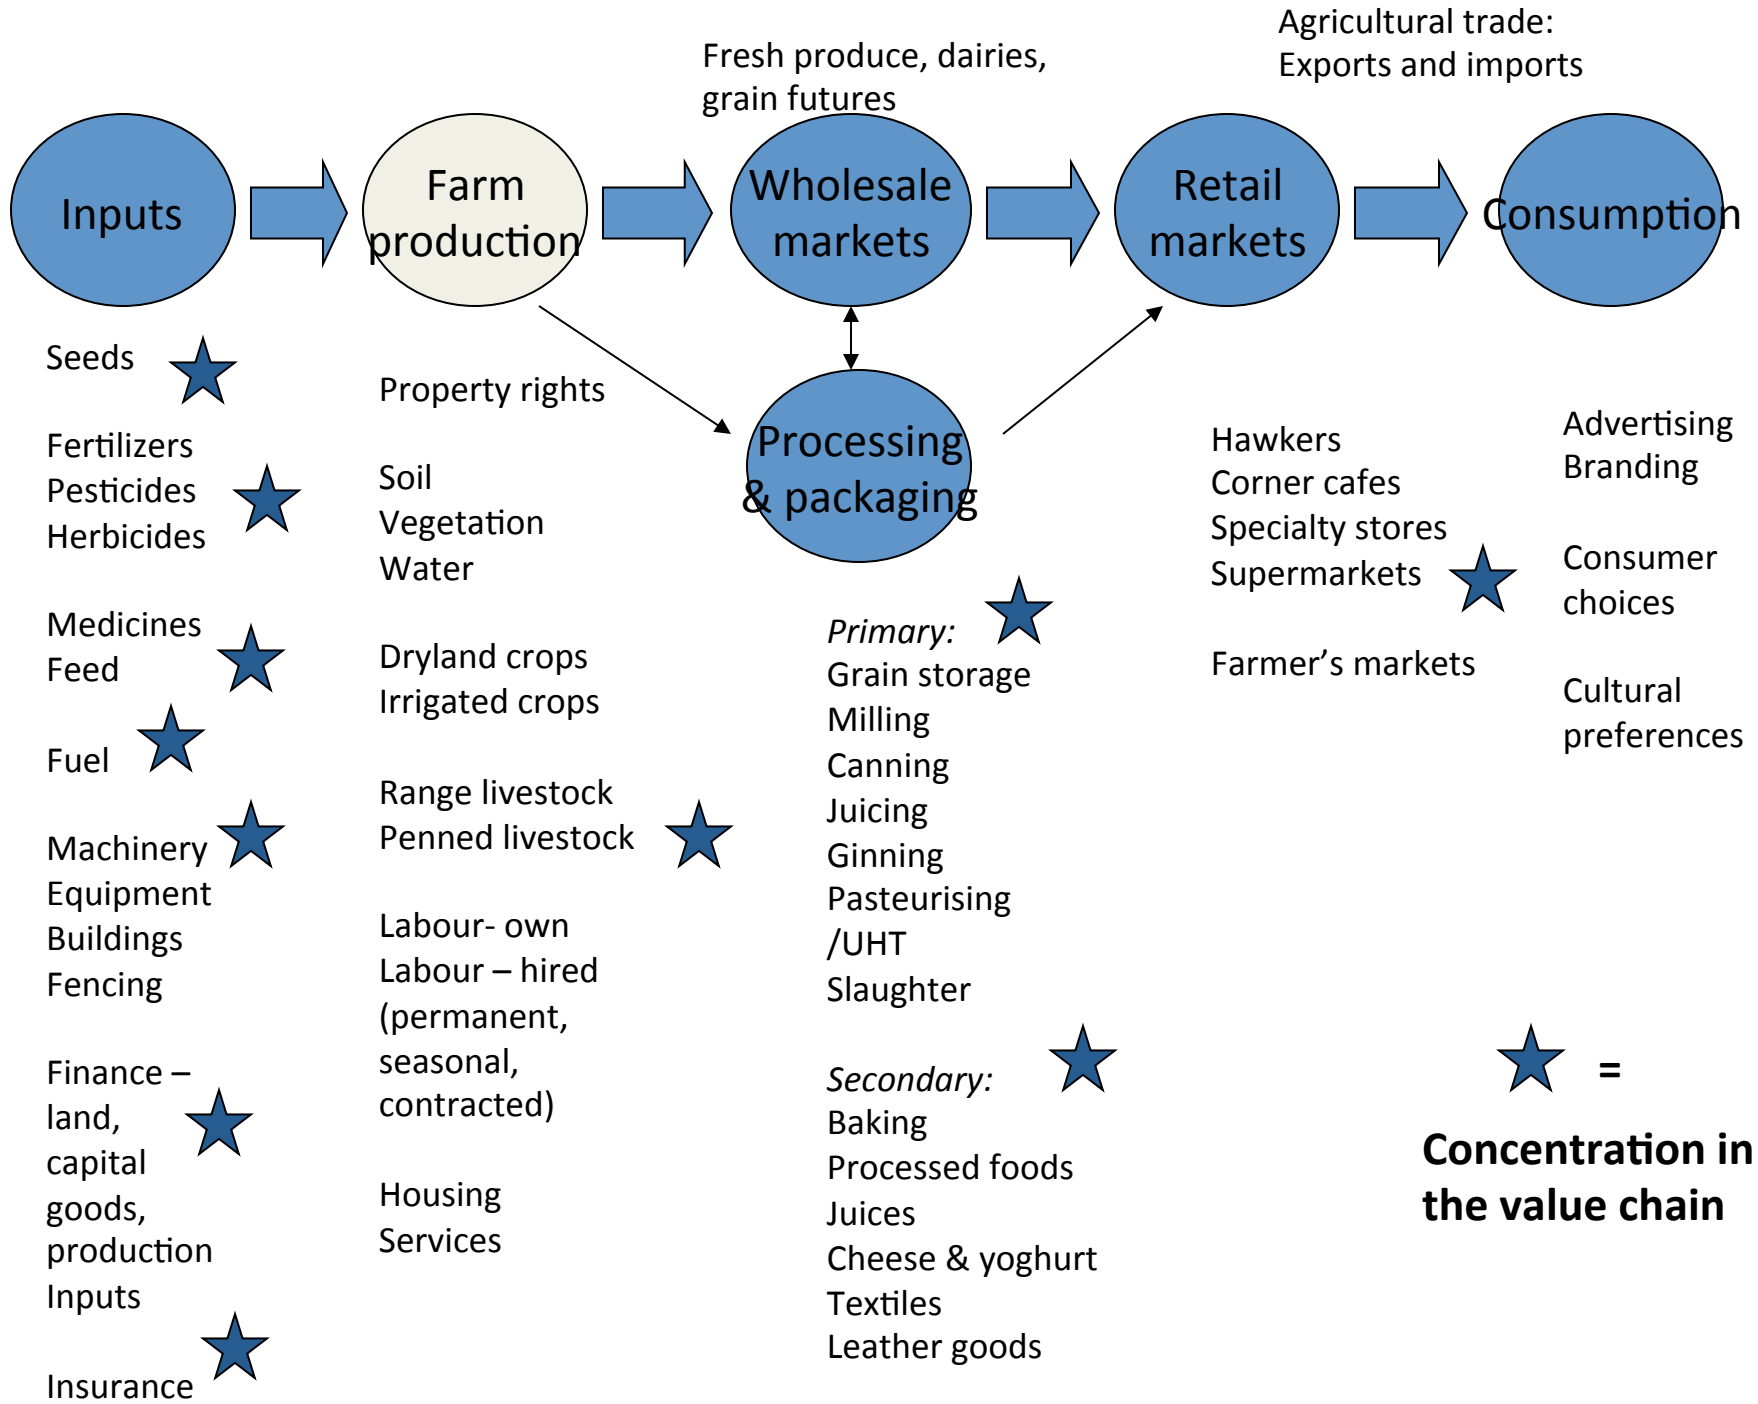 Agricultural trade:
Exports and imports
Fresh produce, dairies,
grain futures
Inputs
Farm
production
Wholesale
markets
Retail
markets
Consumption
Processing
& packaging
Seeds
Fertilizers
Pesticides
Herbicides
Medicines
Feed
Fuel
Machinery
Equipment
Buildings
Fencing
Finance –
land,
capital
goods,
production
Inputs
Insurance
Property rights
Soil
Vegetation
Water
Dryland crops
Irrigated crops
Range livestock
Penned livestock
Labour- own
Labour – hired
(permanent,
seasonal,
contracted)
Housing
Services
Primary:
Grain storage
Milling
Canning
Juicing
Ginning
Pasteurising
/UHT
Slaughter
Secondary:
Baking
Processed foods
Juices
Cheese & yoghurt
Textiles
Leather goods
Hawkers
Corner cafes
Specialty stores
Supermarkets
Farmer’s markets
Advertising
Branding
Consumer
choices
Cultural
preferences
=
Concentration in
the value chain